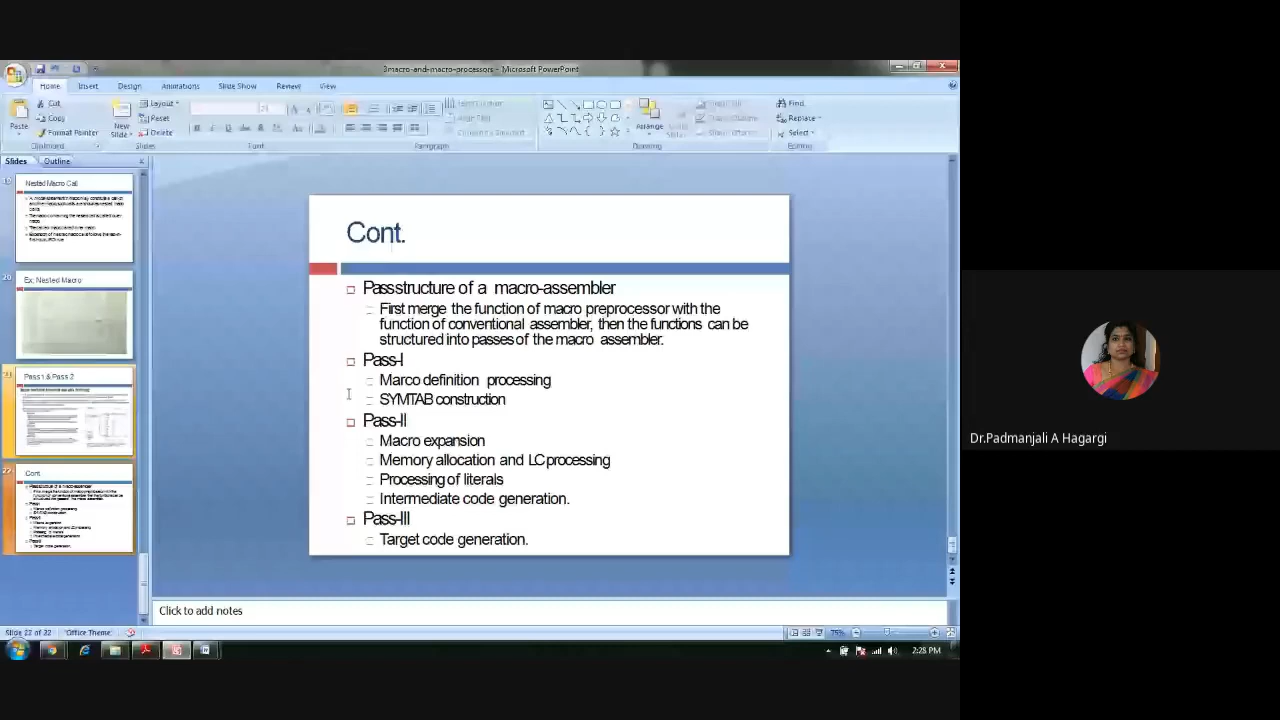 3macro-and-macro-processors - Microsoft PowerPoint
Home Insert Design Animations Slide Show Review View
Cut
Copy
Format Painter
Paste
New
Slide
Layout
Reset
Delete
Clipboard
Slides
Font
Paragraph
Arrange
Drawing
Find
Replace
Select
Editing
Slides Outline
Nested Macro Call
20
Ex: Nested Macro
Pass 1 & Pass 2
22
Cont
Cont.
Passstructure of a macro-assembler
First merge the function of macro preprocessor with the
function of conventional assembler, then the functions can be
structured into passes of the macro assembler.
Pass-I
Marco definition processing
SYMTAB construction
Pass-II
Macro expansion
Memory allocation and LC processing
Processing of literals
Intermediate code generation.
Pass-III
Target code generation.
Click to add notes
"Office Theme"
75%
2:28 PM
Dr.Padmanjali A Hagargi